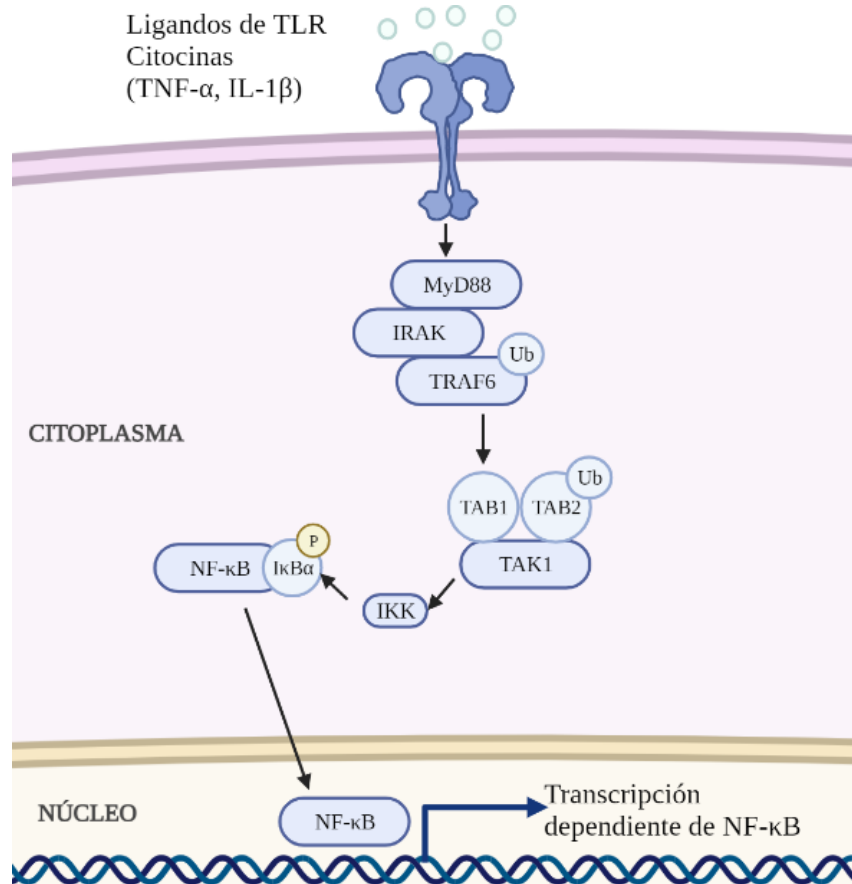 Ligandos de TLR
Citocinas
(TNF-α, IL-1β)
MyD88
IRAK
Ub
TRAF6
CITOPLASMA
Ub
TAB1
TAB2
P
NF-κB
IκBα
TAK1
IKK
NÚCLEO
NF-κB
Transcripción
dependiente de NF-κB